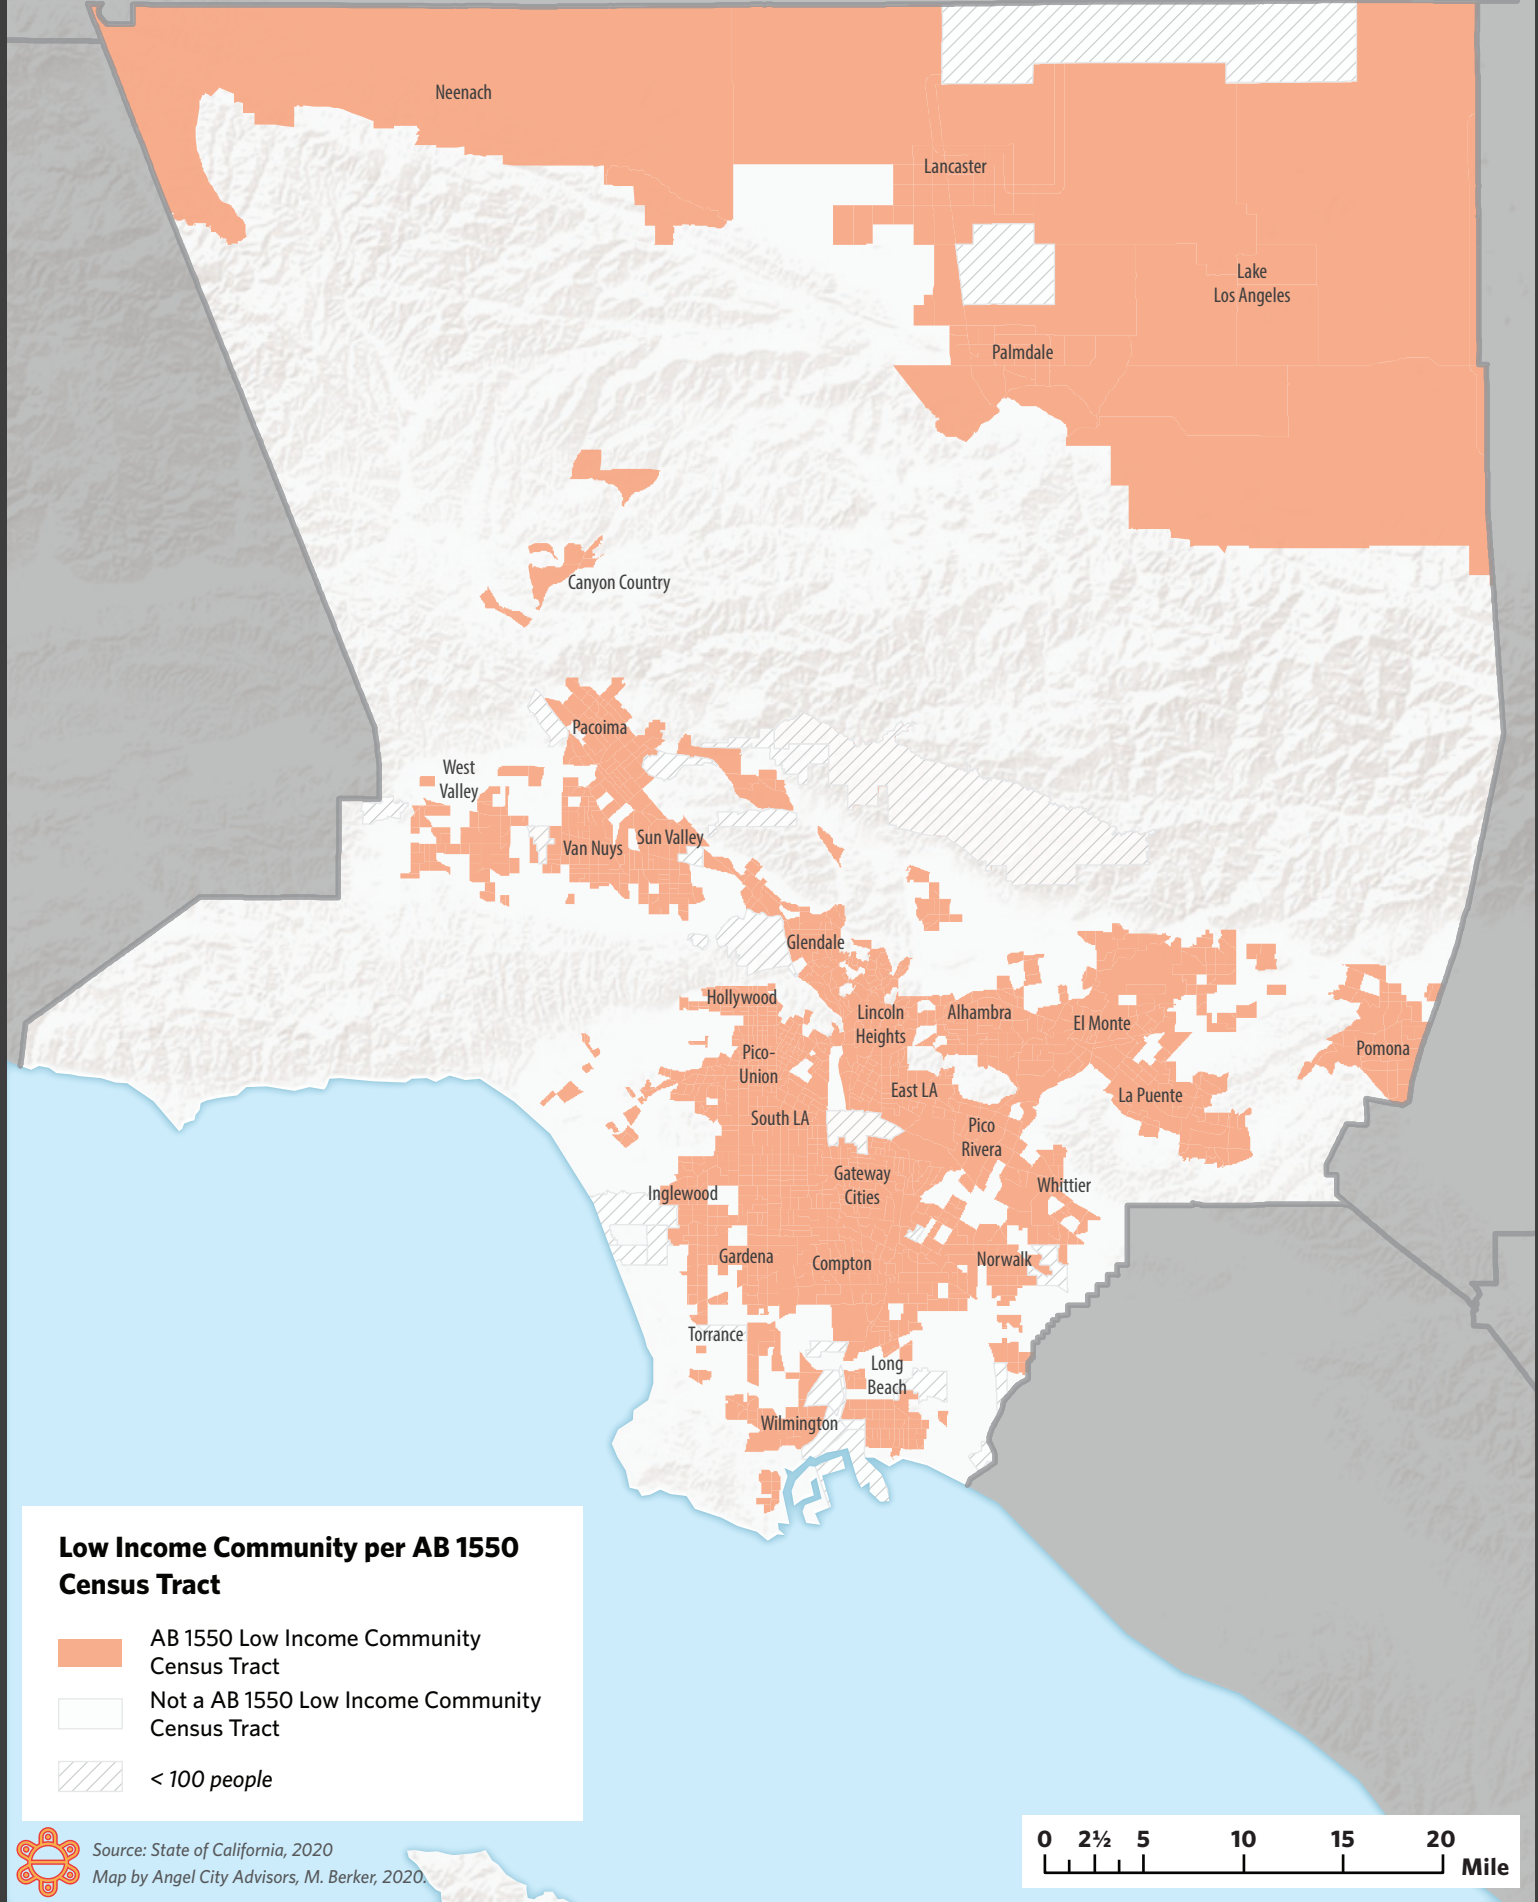 Neenach
Lancaster
Lake
Los Angeles
Palmdale
Canyon Country
Pacoima
West
Valley
Sun Valley
Van Nuys
Glendale
Hollywood
Lincoln
Heights
Alhambra
El Monte
Pomona
Pico-
Union
East LA
La Puente
South LA
Pico
Rivera
Gateway
Cities
Whittier
Inglewood
Gardena
Compton
Norwalk
Torrance
Long
Beach
Wilmington
Low Income Community per AB 1550
Census Tract
AB 1550 Low Income Community
Census Tract
Not a AB 1550 Low Income Community
Census Tract
< 100 people
Source: State of California, 2020
Map by Angel City Advisors, M. Berker, 2020.
0 2½ 5 10 15 20
Mile